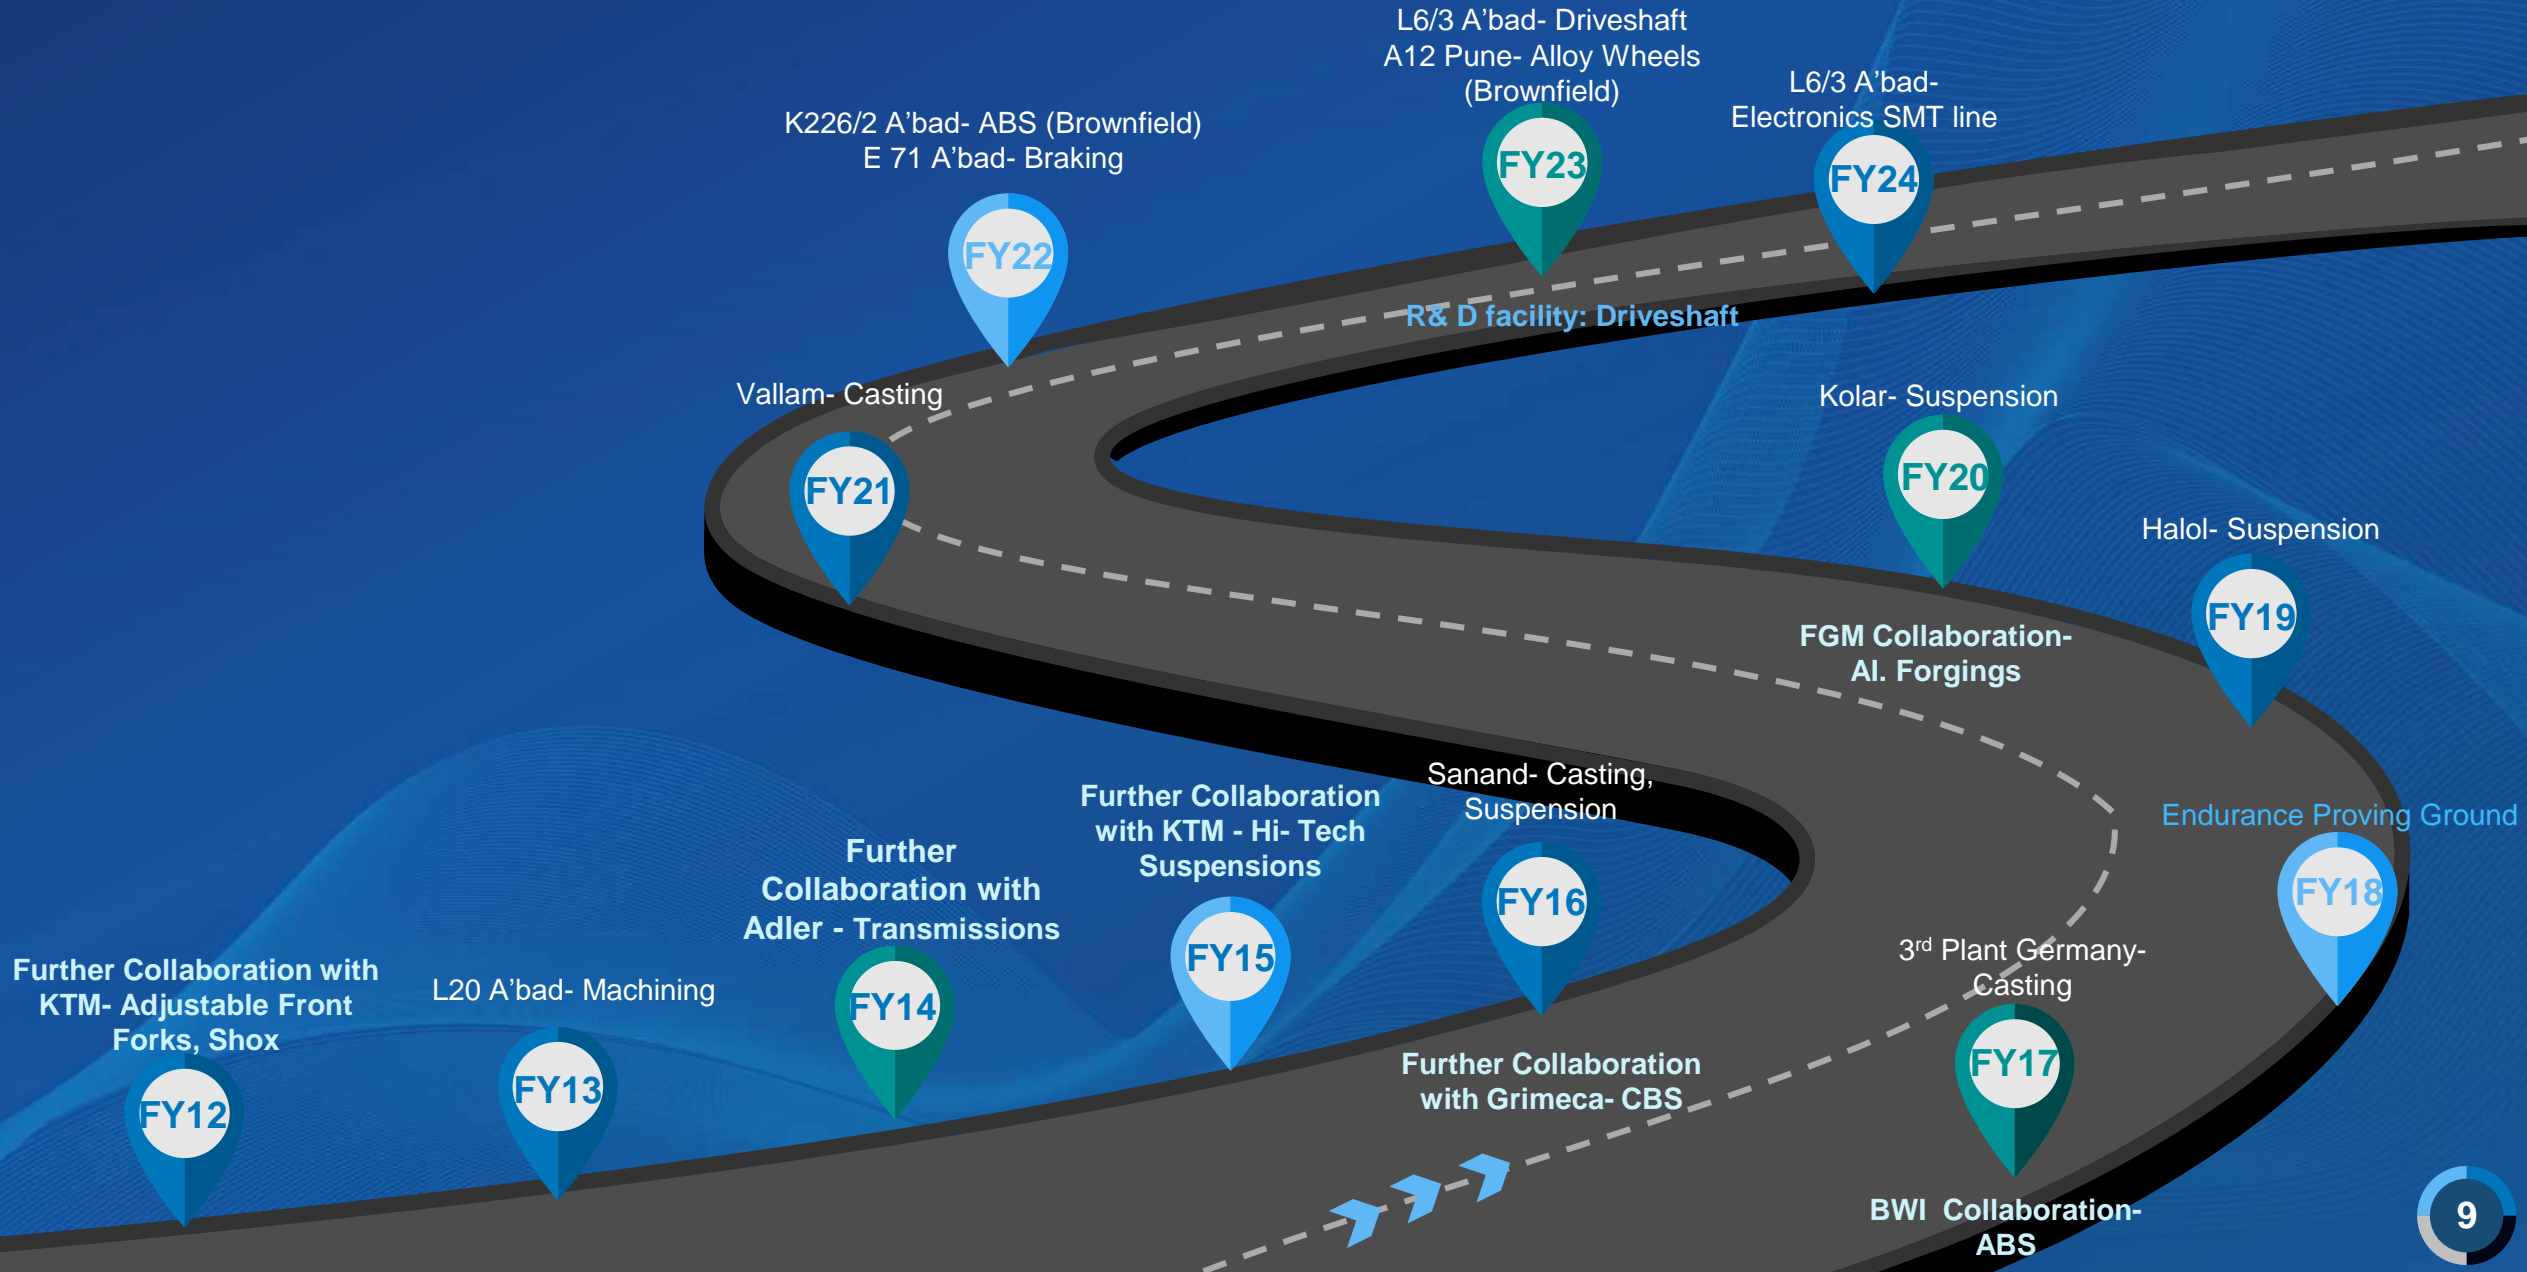 L6/3 A’bad- Driveshaft
A12 Pune- Alloy Wheels
(Brownfield)
FY23
R& D facility: Driveshaft
L6/3 A’bad-
Electronics SMT line
FY24
K226/2 A’bad- ABS (Brownfield)
E 71 A’bad- Braking
FY22
Vallam- Casting
FY21
Kolar- Suspension
FY20
FGM Collaboration-
Al. Forgings
Halol- Suspension
FY19
Endurance Proving Ground
FY18
Sanand- Casting,
Suspension
FY16
Further Collaboration
with Grimeca- CBS
Further Collaboration
with KTM - Hi- Tech
Suspensions
FY15
Further
Collaboration with
Adler - Transmissions
FY14
3rd Plant Germany-
Casting
FY17
BWI  Collaboration-
ABS
Further Collaboration with
KTM- Adjustable Front
Forks, Shox
FY12
L20 A’bad- Machining
FY13
9